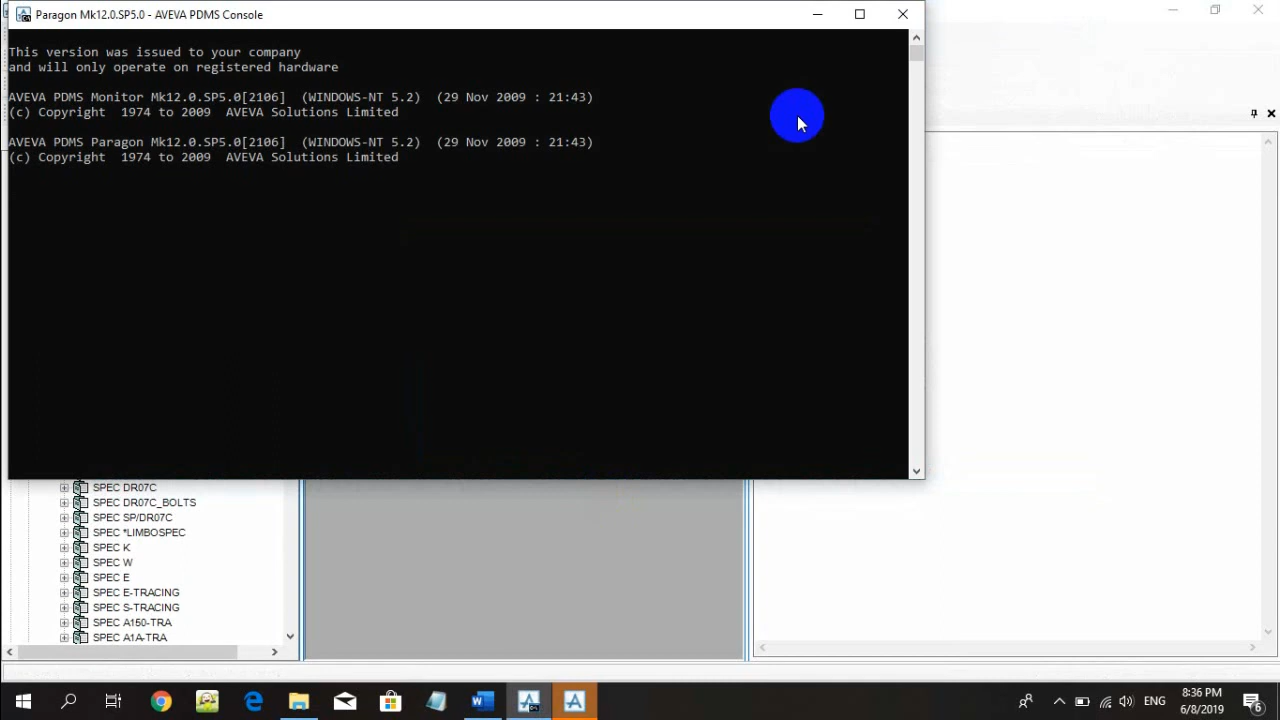 Paragon Mk12.0.SP5.0 - AVEVA PDMS Console
This version was issued to your company
and will only operate on registered hardware
AVEVA PDMS Monitor Mk12.0.SP5.0[2106] (WINDOWS-NT 5.2) (29 Nov 2009 : 21:43)
(c) Copyright 1974 to 2009 AVEVA Solutions Limited
AVEVA PDMS Paragon Mk12.0.SP5.0[2106] (WINDOWS-NT 5.2) (29 Nov 2009 : 21:43)
(c) Copyright 1974 to 2009 AVEVA Solutions Limited
SPEC DR07C
SPEC DR07C_BOLTS
SPEC SP/DR07C
SPEC *LIMBOSPEC
SPEC K
SPEC W
SPEC E
SPEC E-TRACING
SPEC S-TRACING
SPEC A150-TRA
SPEC A1A-TRA
ENG
8:36 PM
6/8/2019
6